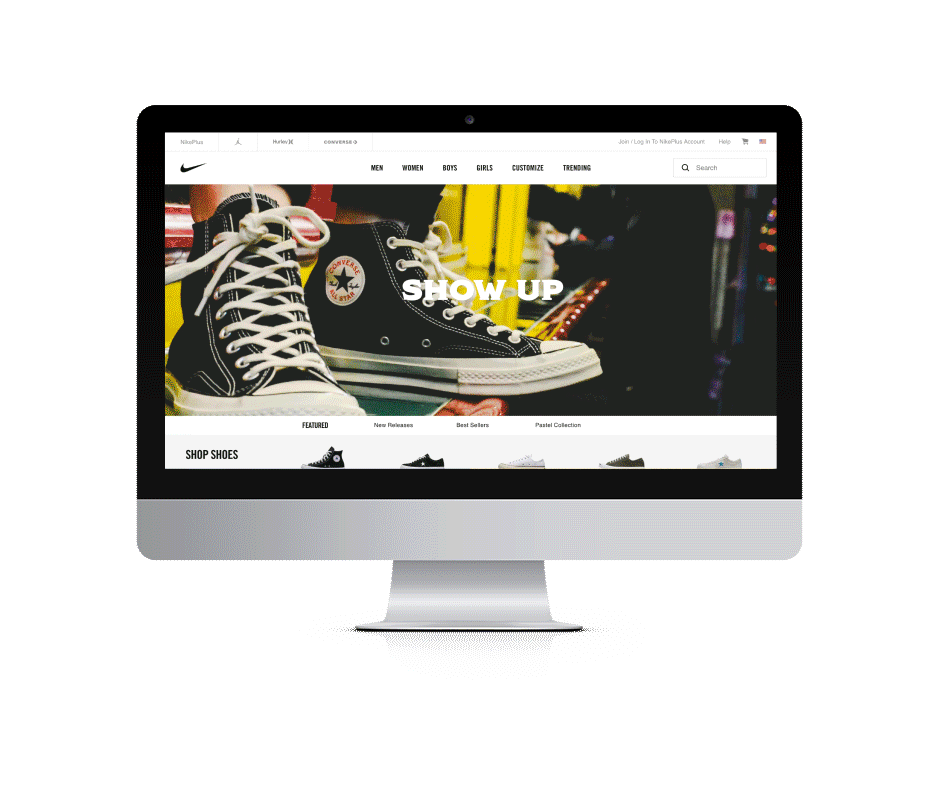 NikePlus Hurley CONVERSE Join / Log In To NikePlus Account Help
MEN WOMEN BOYS GIRLS CUSTOMIZE TRENDING Search
CONVERSE
ALL STAR
SHOW UP
FEATURED New Releases Best Sellers Pastel Collection
SHOP SHOES